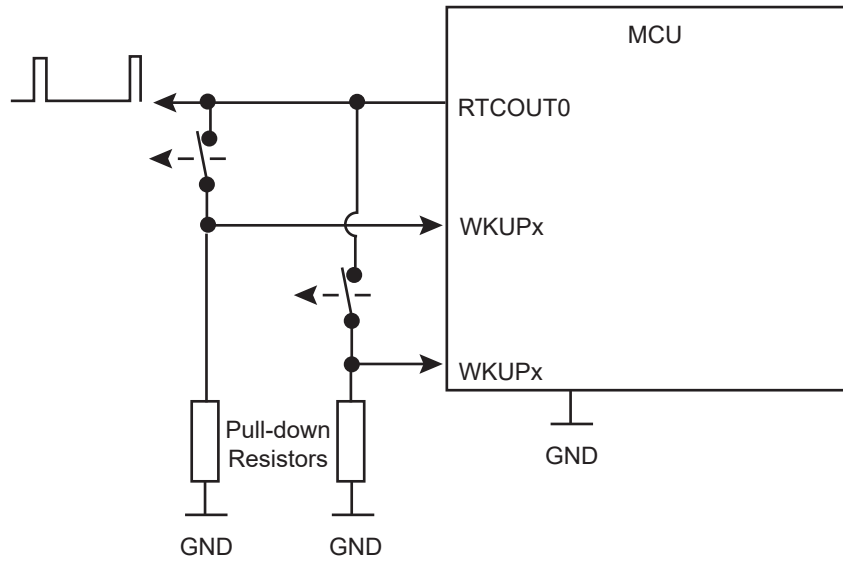 MCU
RTCOUT0
WKUPx
WKUPx
Pull-down
Resistors
GND
GND
GND